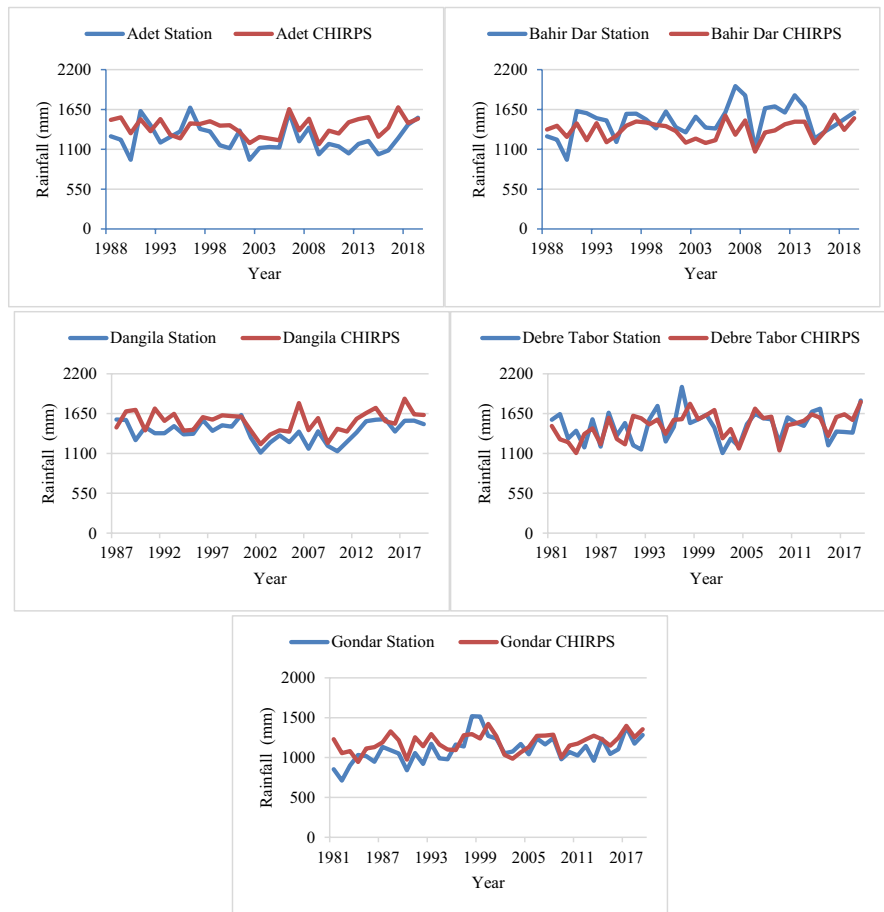 Adet Station Adet CHIRPS
2200
1650
1100
550
0
Rainfall (mm)
1988 1993 1998 2003 2008 2013 2018
Year
Bahir Dar Station Bahir Dar CHIRPS
2200
1650
1100
550
0
Rainfall (mm)
1988 1993 1998 2003 2008 2013 2018
Year
Dangila Station Dangila CHIRPS
2200
1650
1100
550
0
Rainfall (mm)
1987 1992 1997 2002 2007 2012 2017
Year
Debre Tabor Station Debre Tabor CHIRPS
2200
1650
1100
550
0
Rainfall (mm)
1981 1987 1993 1999 2005 2011 2017
Year
Gondar Station Gondar CHIRPS
2000
1500
1000
500
0
Rainfall (mm)
1981 1987 1993 1999 2005 2011 2017
Year